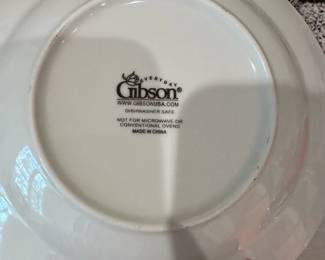 EVERYDAY
Gibson®
WWW.GIBSONUSA.COM
DISHWASHER SAFE
NOT FOR MICROWAVE OR
CONVENTIONAL OVENS
MADE IN CHINA